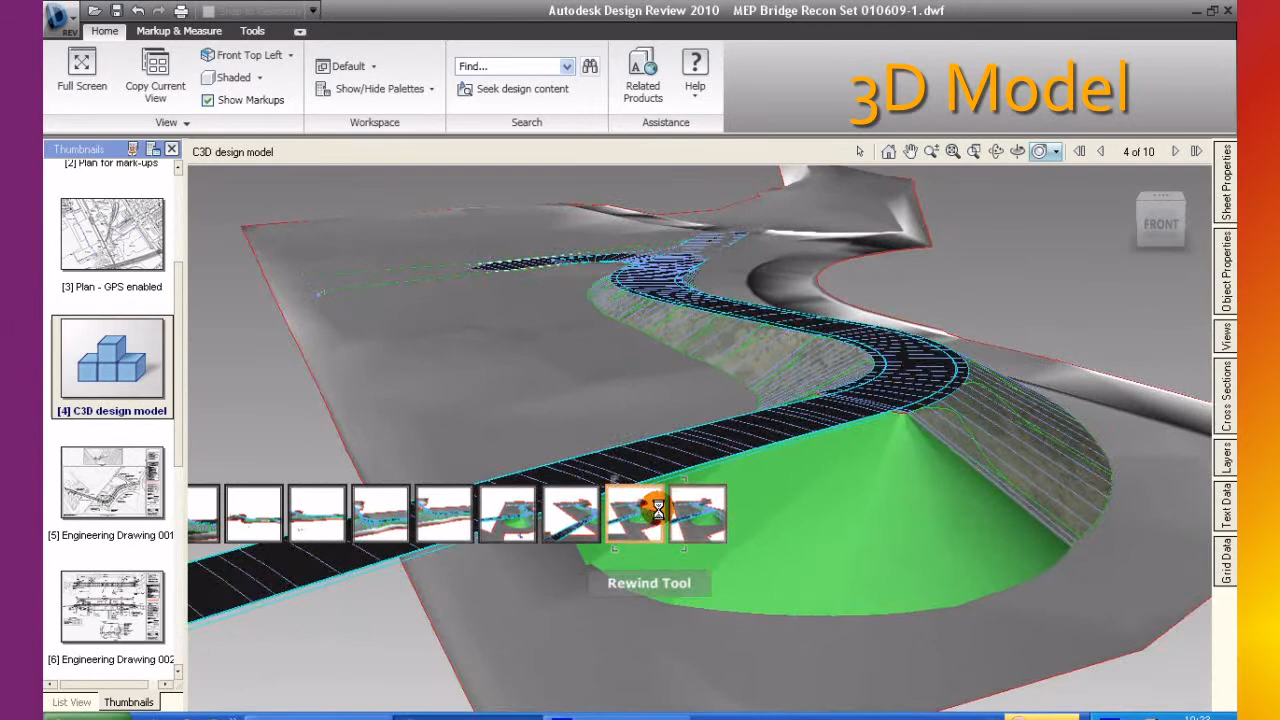 Snap to Geometry
Autodesk Design Review 2010 MEP Bridge Recon Set 010609-1.dwf
REV
Home Markup & Measure Tools
Full Screen
Copy Current View
Front Top Left
Shaded
Show Markups
View
Default
Show/Hide Palettes
Workspace
Find...
Seek design content
Search
Related Products
Help
Assistance
3D Model
Thumbnails
C3D design model
4 of 10
[2] Plan for mark-ups
[3] Plan - GPS enabled
[4] C3D design model
[5] Engineering Drawing 001
[6] Engineering Drawing 002
List View Thumbnails
FRONT
Rewind Tool
Sheet Properties
Object Properties
Views
Cross Sections
Layers
Text Data
Grid Data